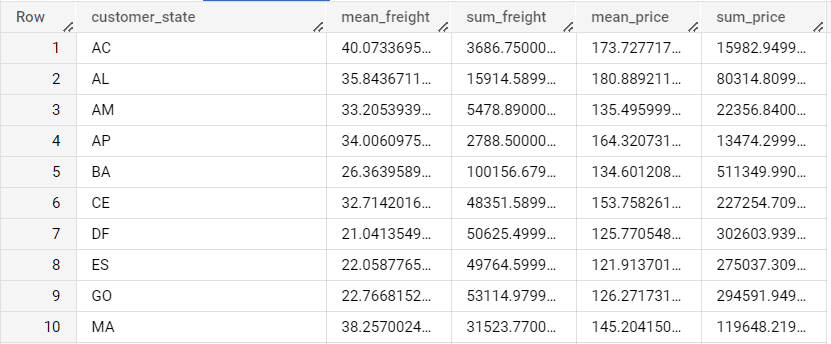 Row customer_state mean_freight sum_freight mean_price sum_price
1 AC 40.0733695... 3686.75000... 173.727717... 15982.9499...
2 AL 35.8436711... 15914.5899... 180.889211... 80314.8099...
3 AM 33.2053939... 5478.89000... 135.495999... 22356.8400...
4 AP 34.0060975... 2788.50000... 164.320731... 13474.2999...
5 BA 26.3639589... 100156.679... 134.601208... 511349.990...
6 CE 32.7142016... 48351.5899... 153.758261... 227254.709...
7 DF 21.0413549... 50625.4999... 125.770548... 302603.939...
8 ES 22.0587765... 49764.5999... 121.913701... 275037.309...
9 GO 22.7668152... 53114.9799... 126.271731... 294591.949...
10 MA 38.2570024... 31523.7700... 145.204150... 119648.219...